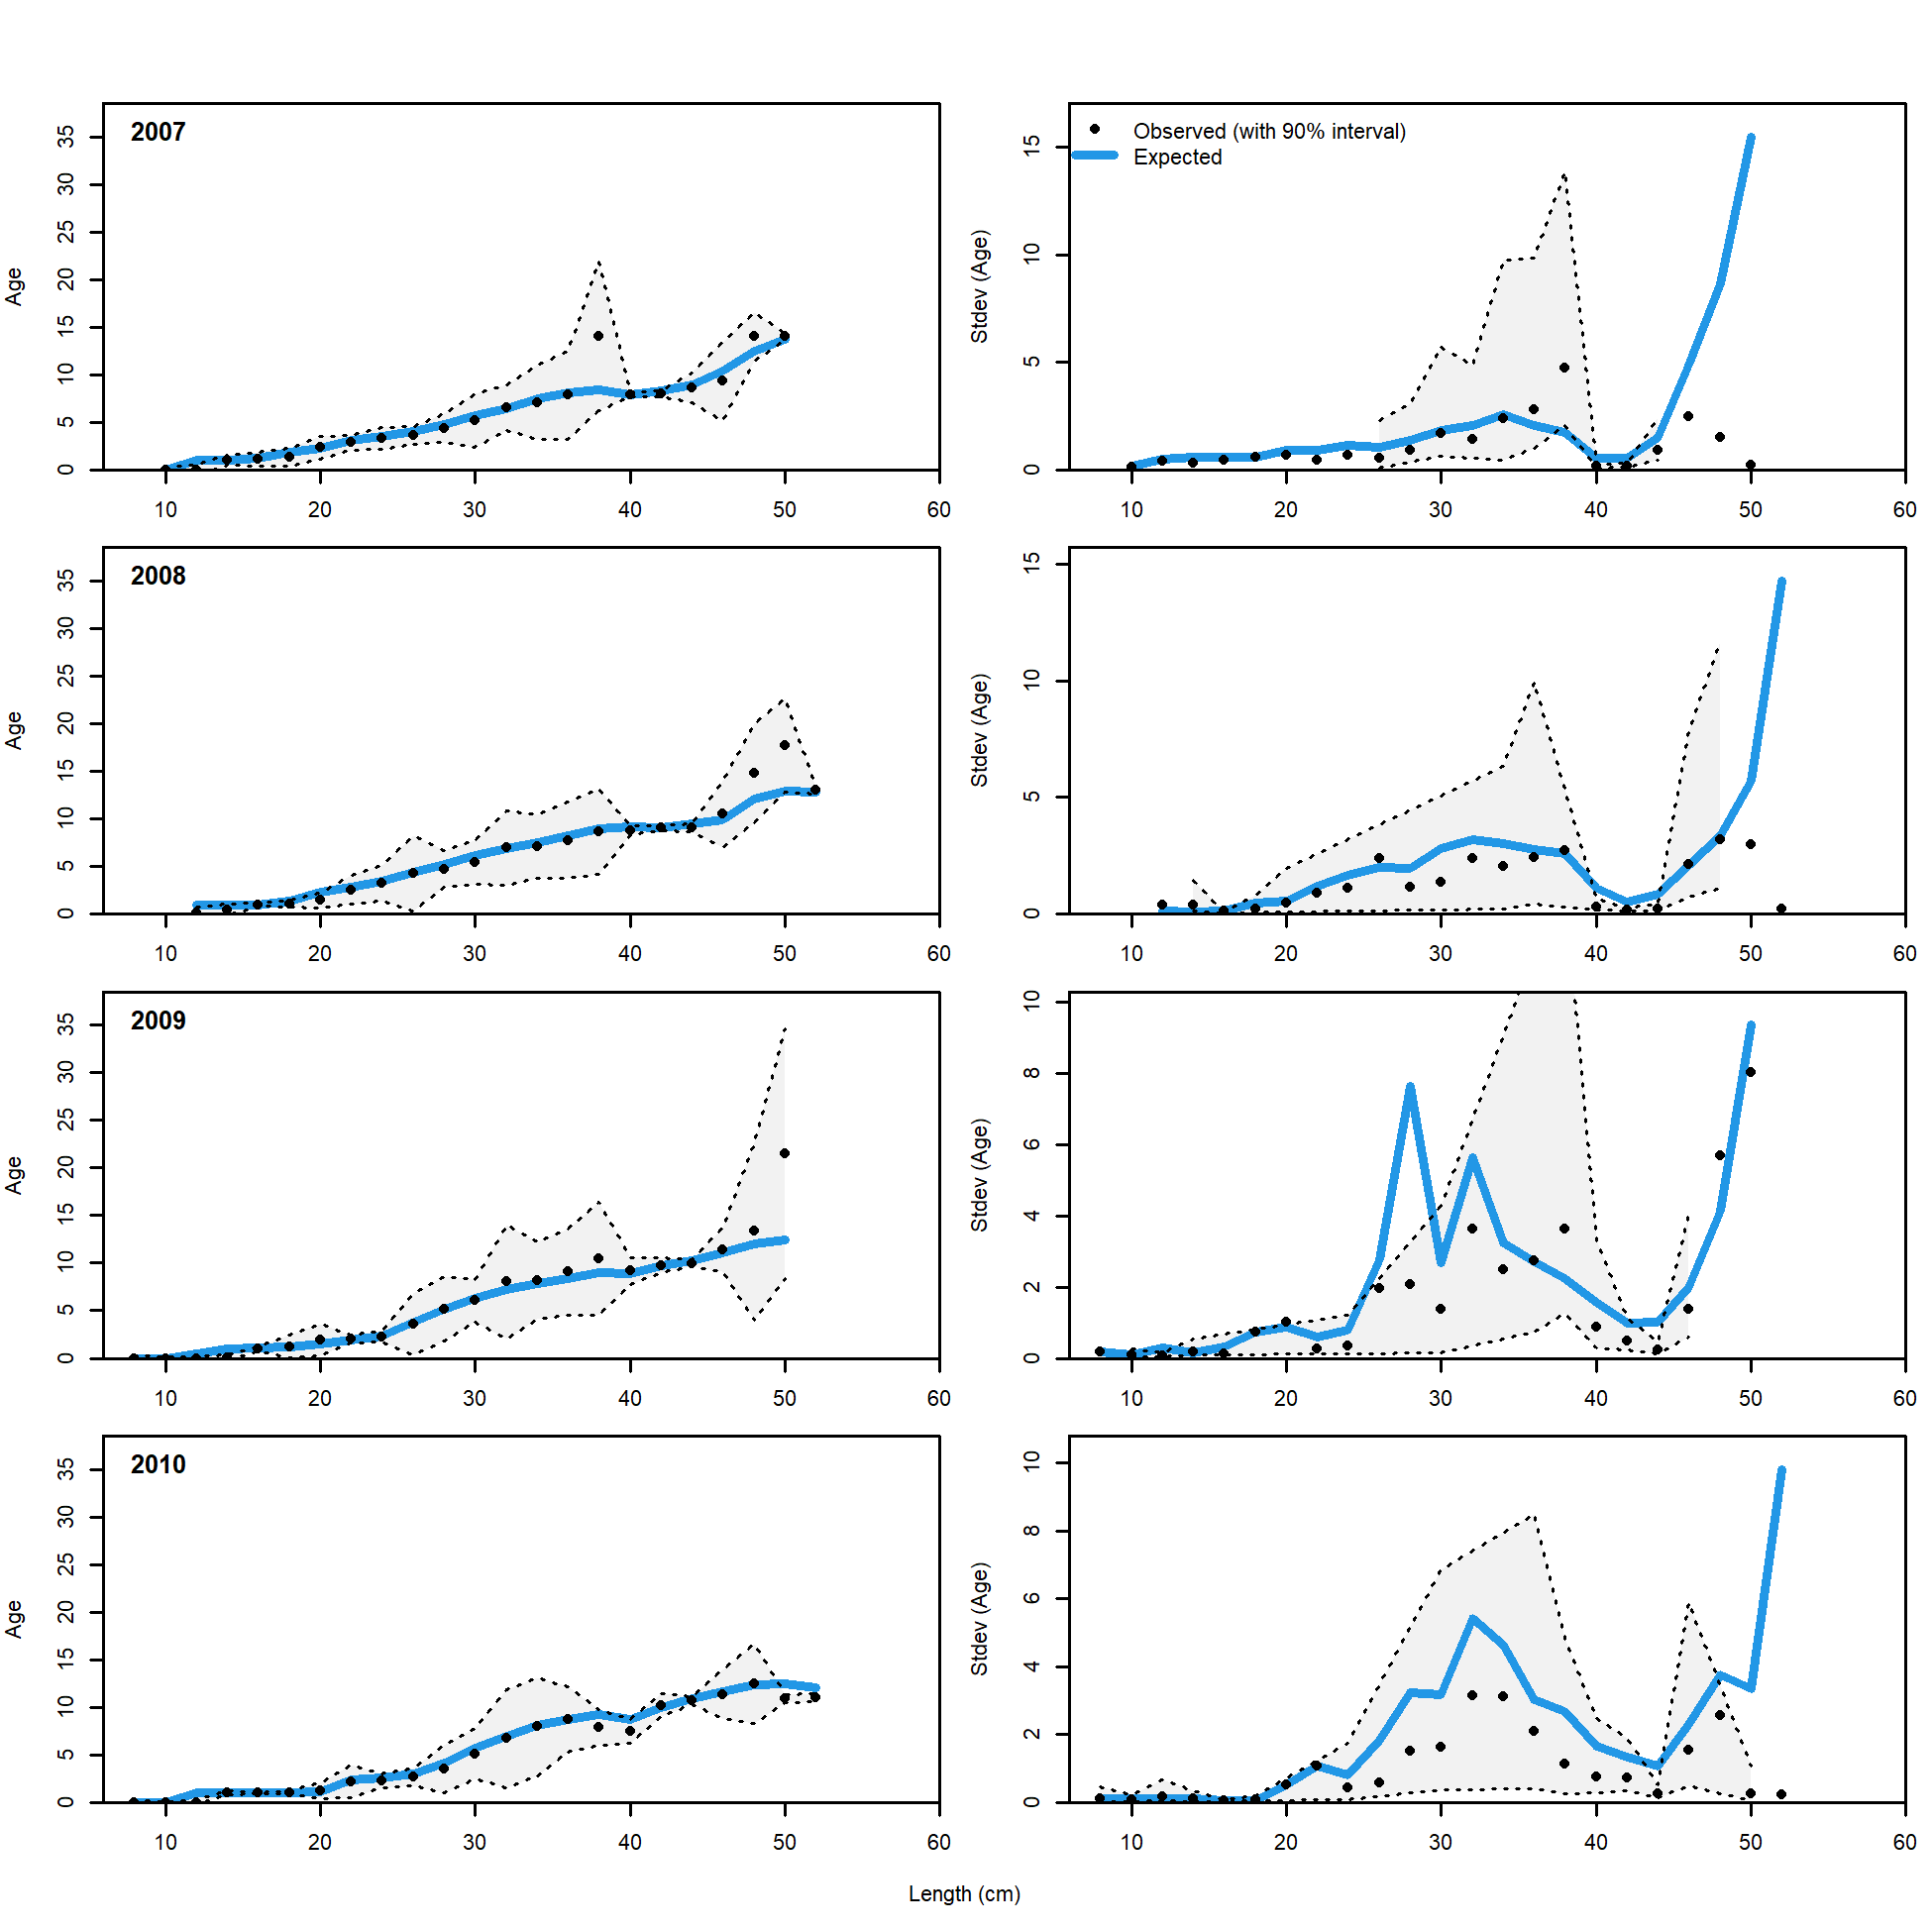 2007
Age
0 5 10 15 20 25 30 35
10 20 30 40 50 60
Observed (with 90% interval)
Expected
Stdev (Age)
0 5 10 15
10 20 30 40 50 60
2008
Age
0 5 10 15 20 25 30 35
10 20 30 40 50 60
Stdev (Age)
0 5 10 15
10 20 30 40 50 60
2009
Age
0 5 10 15 20 25 30 35
10 20 30 40 50 60
Stdev (Age)
0 2 4 6 8 10
10 20 30 40 50 60
2010
Age
0 5 10 15 20 25 30 35
10 20 30 40 50 60
Stdev (Age)
0 2 4 6 8 10
10 20 30 40 50 60
Length (cm)